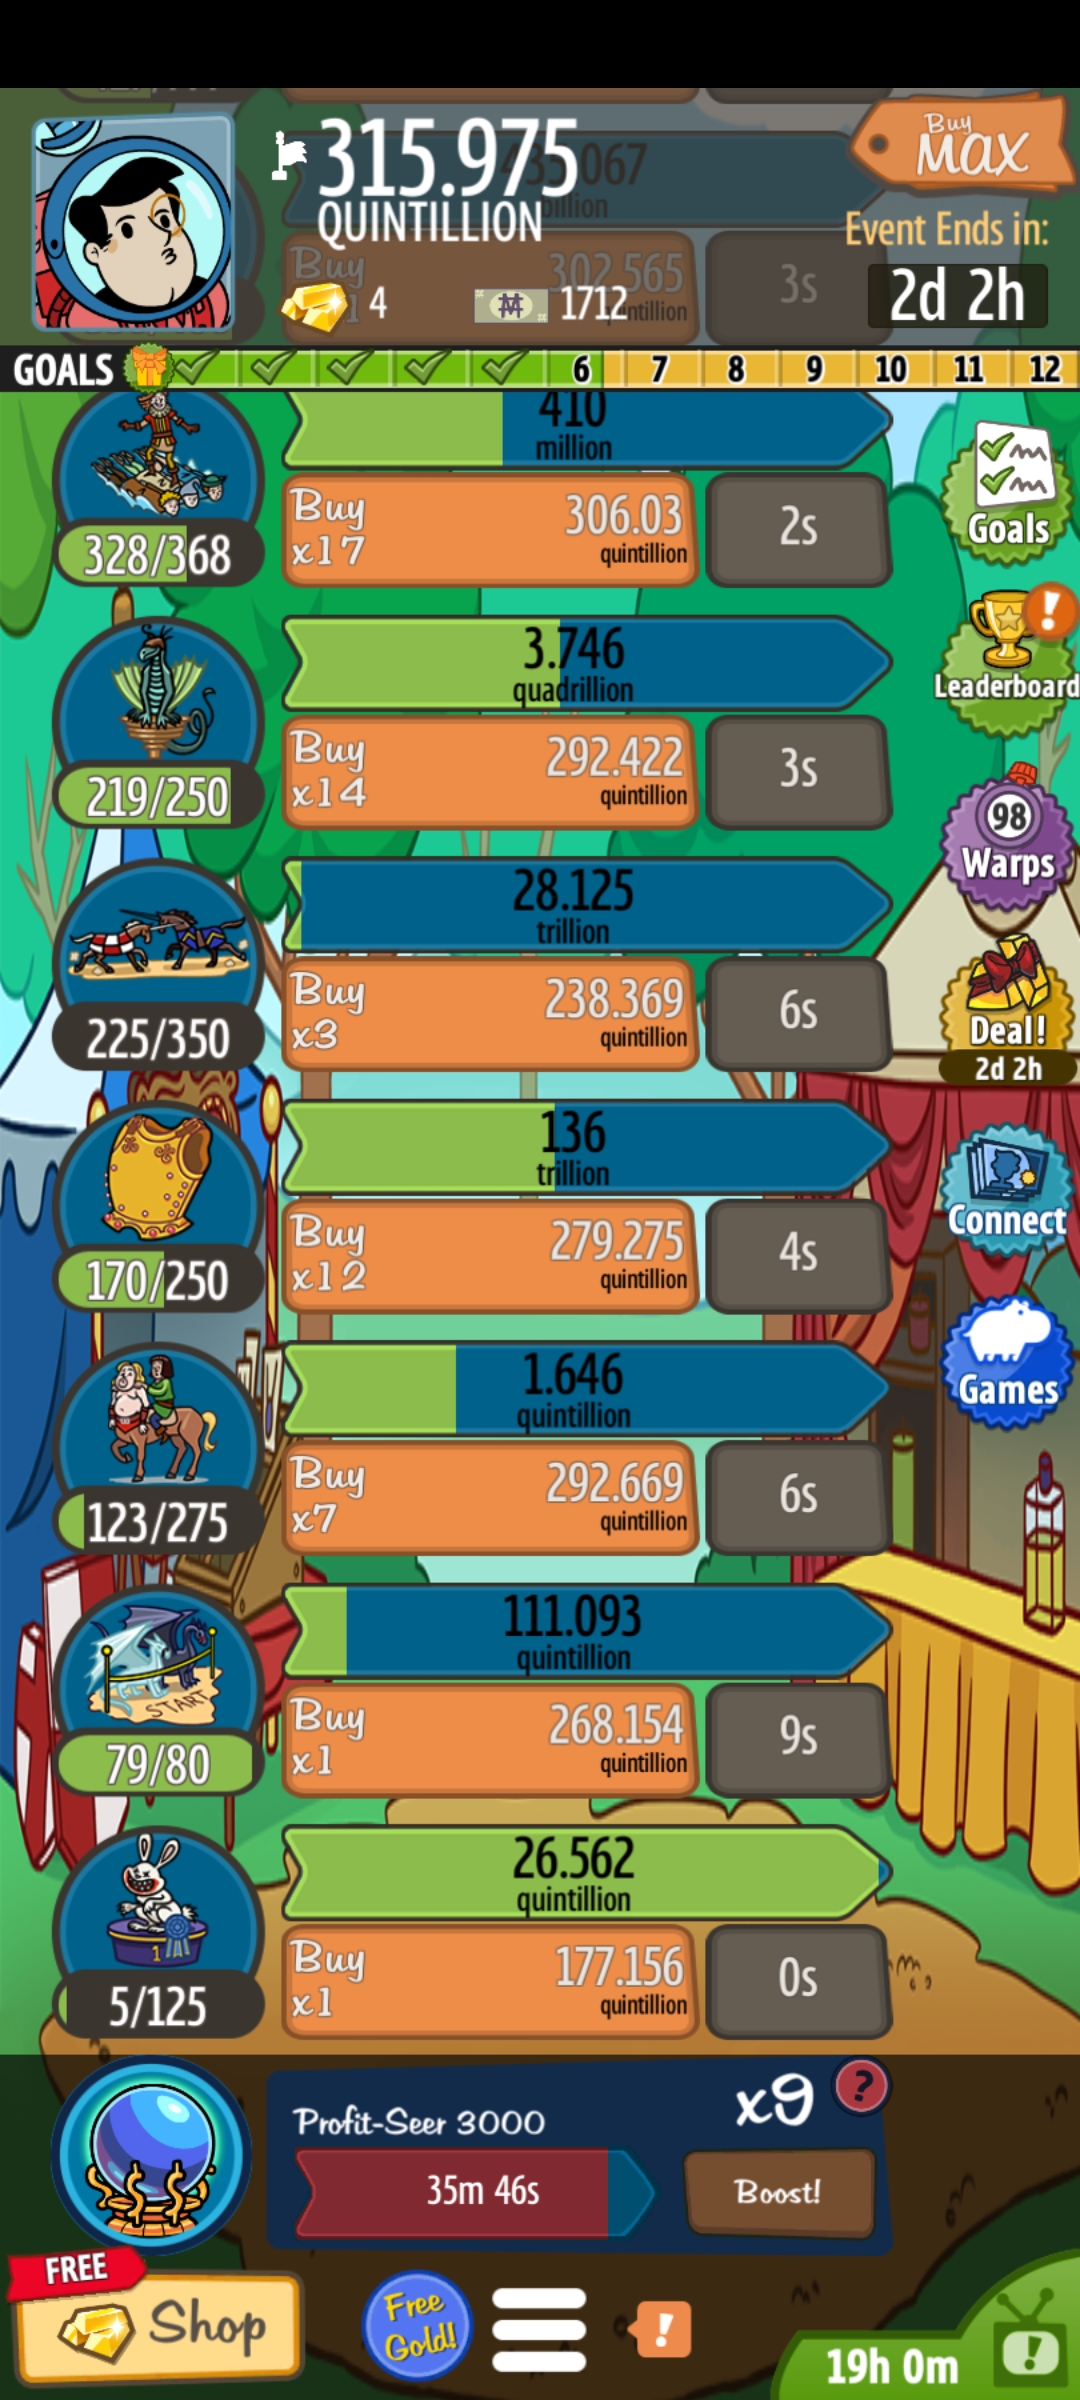 315.975
QUINTILLION
4
1712
Buy
MAX
Event Ends in:
2d 2h
Buy
302.565
3s
GOALS 6 7 8 9 10 11 12
410
million
328/368
Buy
x17
306.03
quintillion
2s
Goals
3.746
quadrillion
219/250
Buy
x14
292.422
quintillion
3s
Leaderboard
!
98
Warps
28.125
trillion
225/350
Buy
x3
238.369
quintillion
6s
Deal!
2d 2h
136
trillion
170/250
Buy
x12
279.275
quintillion
4s
Connect
1.646
quintillion
123/275
Buy
x7
292.669
quintillion
6s
Games
111.093
quintillion
START
79/80
Buy
x1
268.154
quintillion
9s
26.562
quintillion
1
5/125
Buy
x1
177.156
quintillion
0s
Profit-Seer 3000
x9
?
35m 46s
Boost!
FREE
Shop
Free
Gold!
!
19h 0m
!